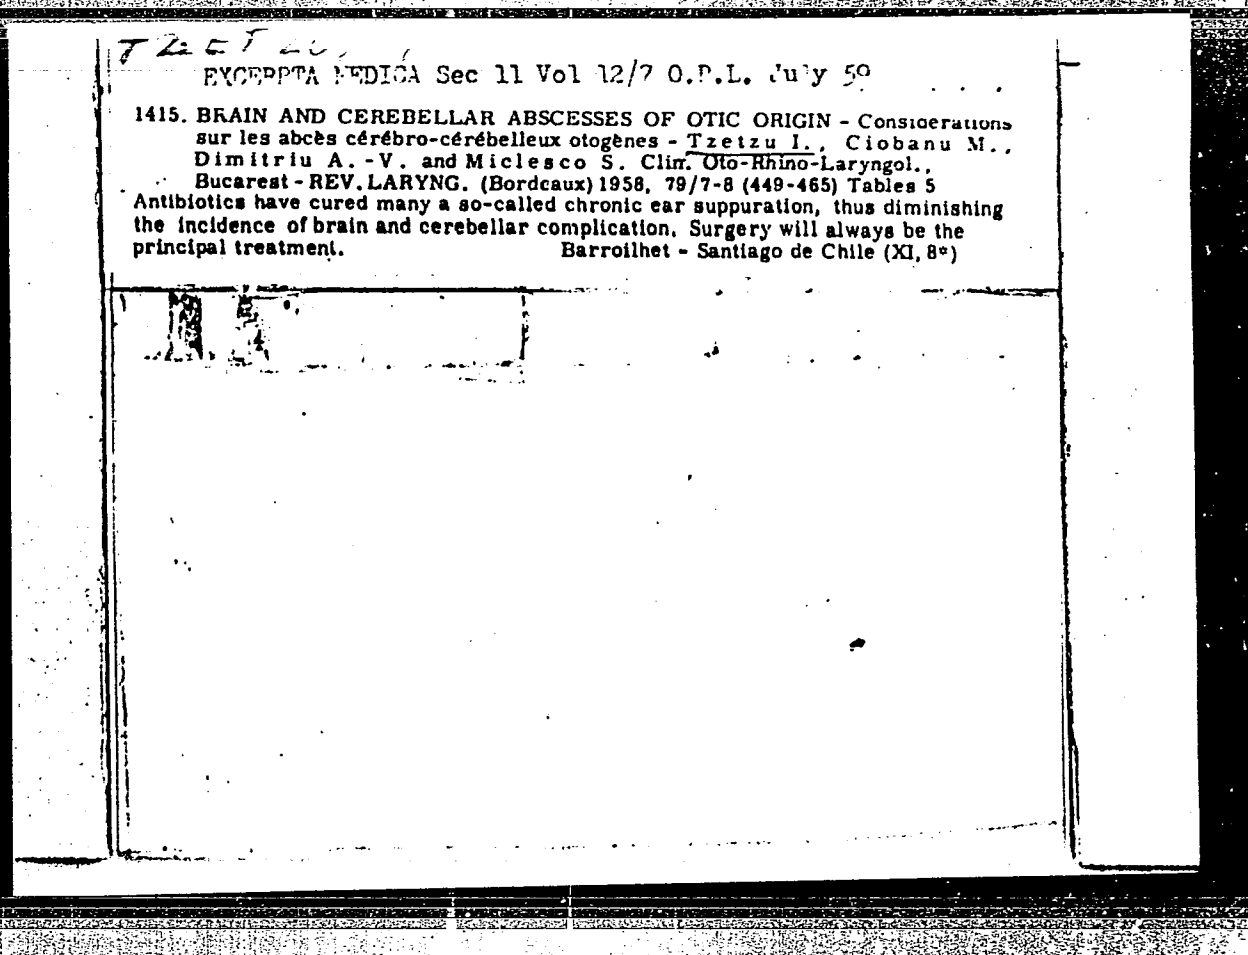 TZETZU,
EXCERPTA MEDICA Sec 11 Vol 12/7 O.P.L. July 59
1415. BRAIN AND CEREBELLAR ABSCESSES OF OTIC ORIGIN - Considerations
sur les abcès cérébro-cérébelleux otogènes - Tzetzu I., Ciobanu M.,
Dimitriu A.-V. and Miclesco S. Clin. Oto-Rhino-Laryngol.,
Bucarest - REV. LARYNG. (Bordeaux) 1958, 79/7-8 (449-465) Tables 5
Antibiotics have cured many a so-called chronic ear suppuration, thus diminishing
the incidence of brain and cerebellar complication. Surgery will always be the
principal treatment. Barroilhet - Santiago de Chile (XI, 8*)